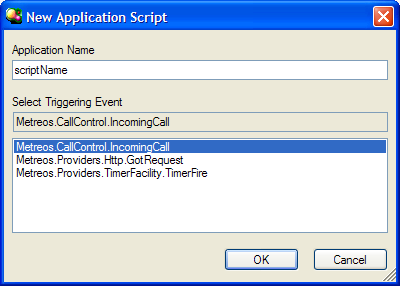 New Application Script
Application Name
scriptName
Select Triggering Event
Metreos.CallControl.IncomingCall
Metreos.CallControl.IncomingCall
Metreos.Providers.Http.GotRequest
Metreos.Providers.TimerFacility.TimerFire
OK Cancel